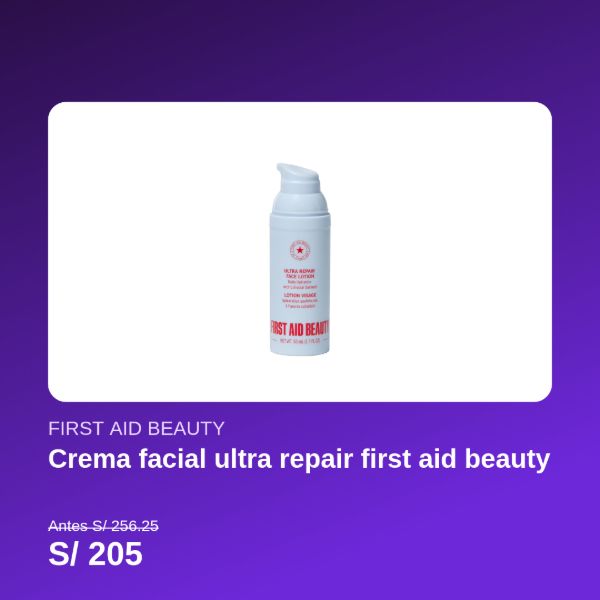 ULTRA REPAIR
FACE LOTION
LOTION VISAGE
FIRST AID BEAUTY
FIRST AID BEAUTY
Crema facial ultra repair first aid beauty
Antes S/ 256.25
S/ 205